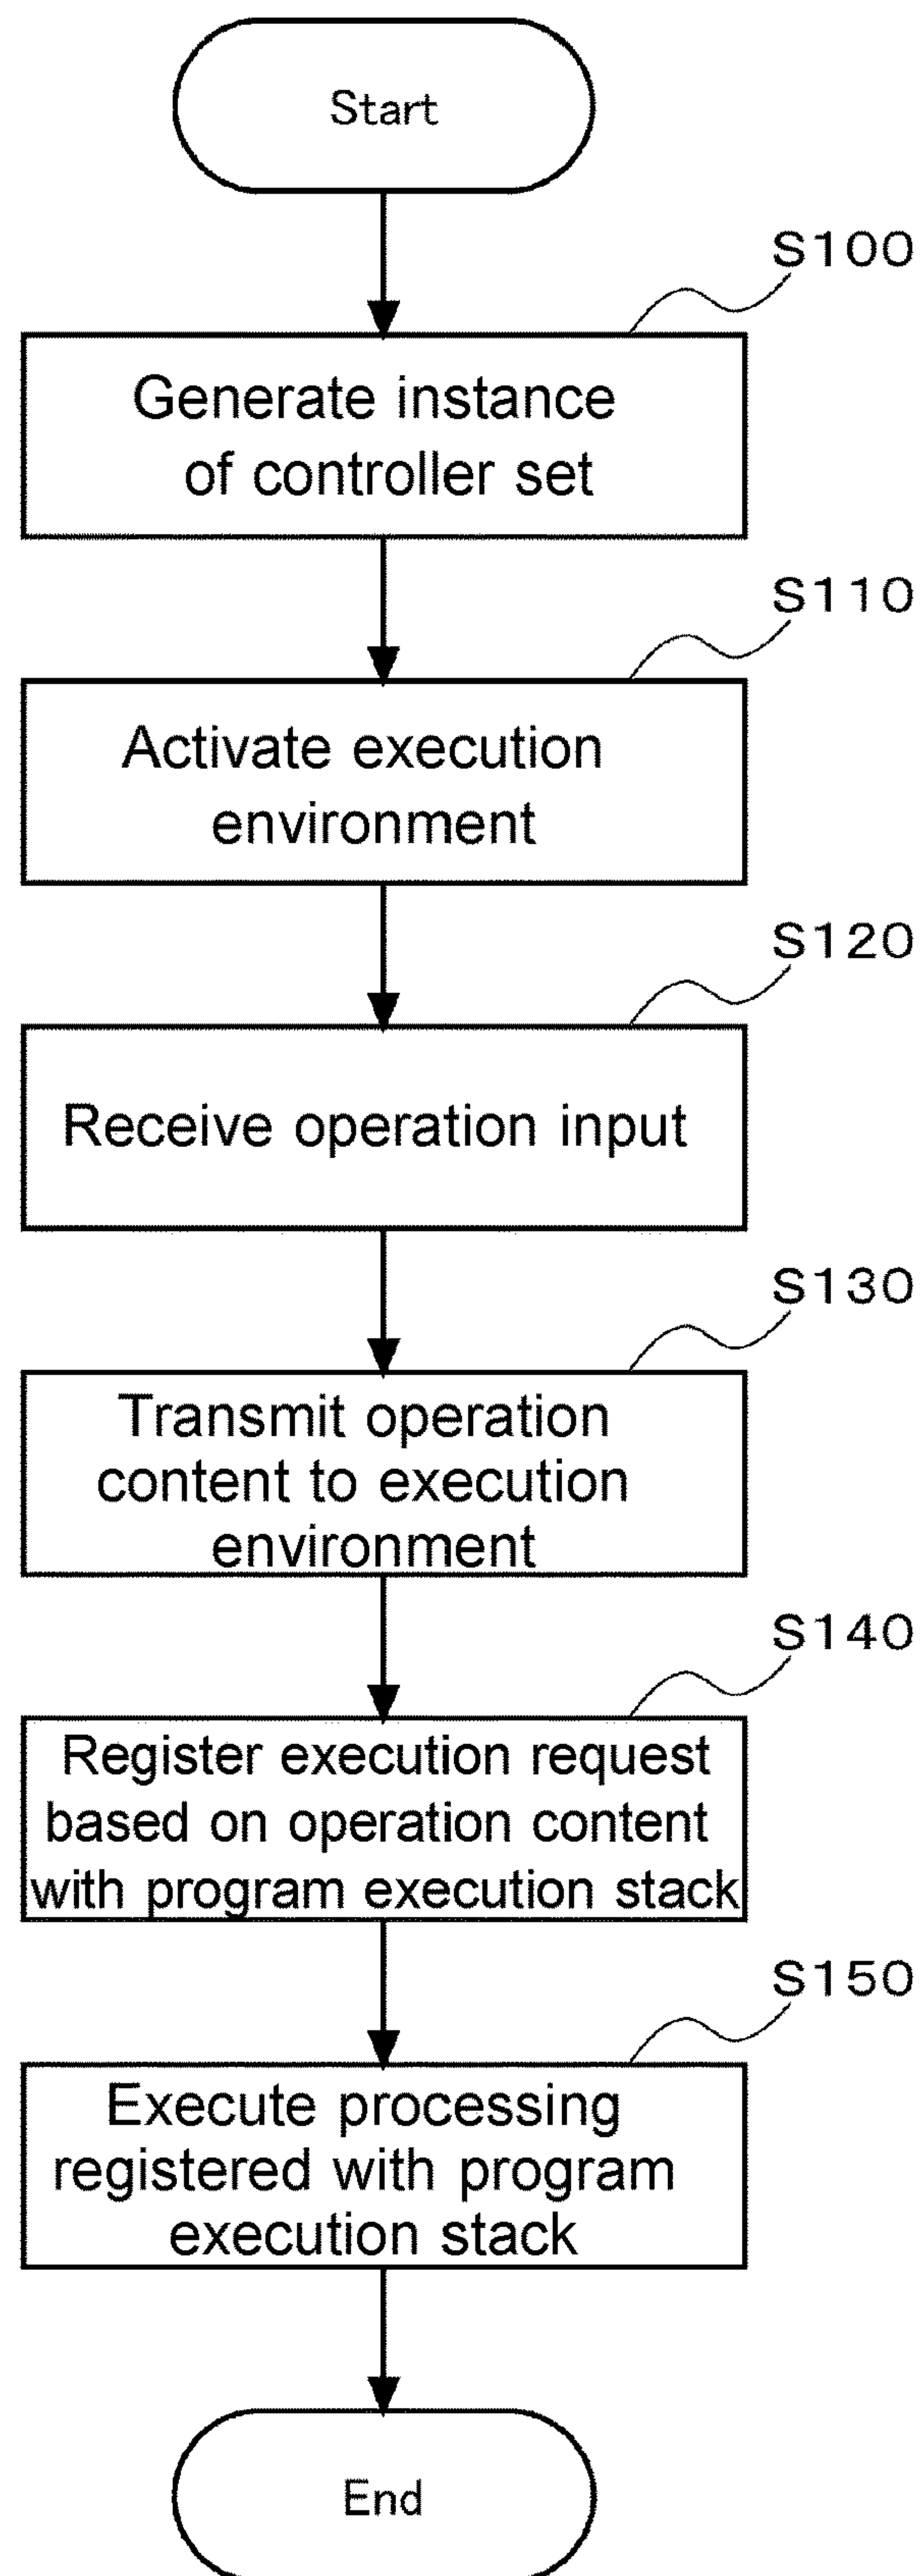 Start
S100
Generate instance
of controller set
S110
Activate execution
environment
S120
Receive operation input
S130
Transmit operation
content to execution
environment
S140
Register execution request
based on operation content
with program execution stack
S150
Execute processing
registered with program
execution stack
End